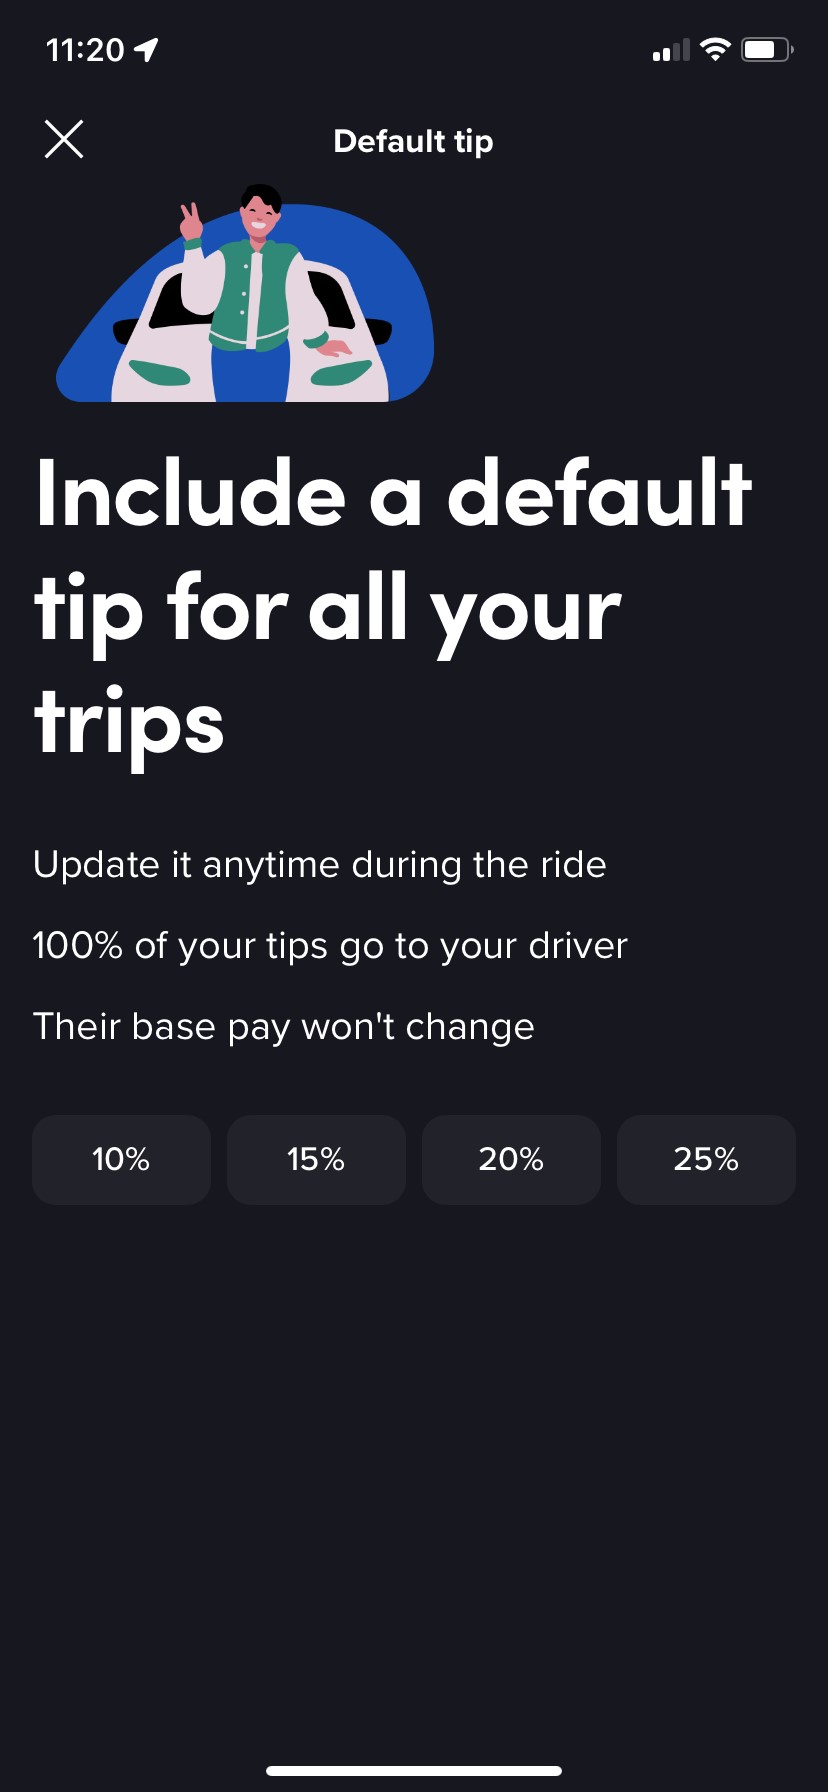 11:20
Default tip
Include a default
tip for all your
trips
Update it anytime during the ride
100% of your tips go to your driver
Their base pay won't change
10% 15% 20% 25%